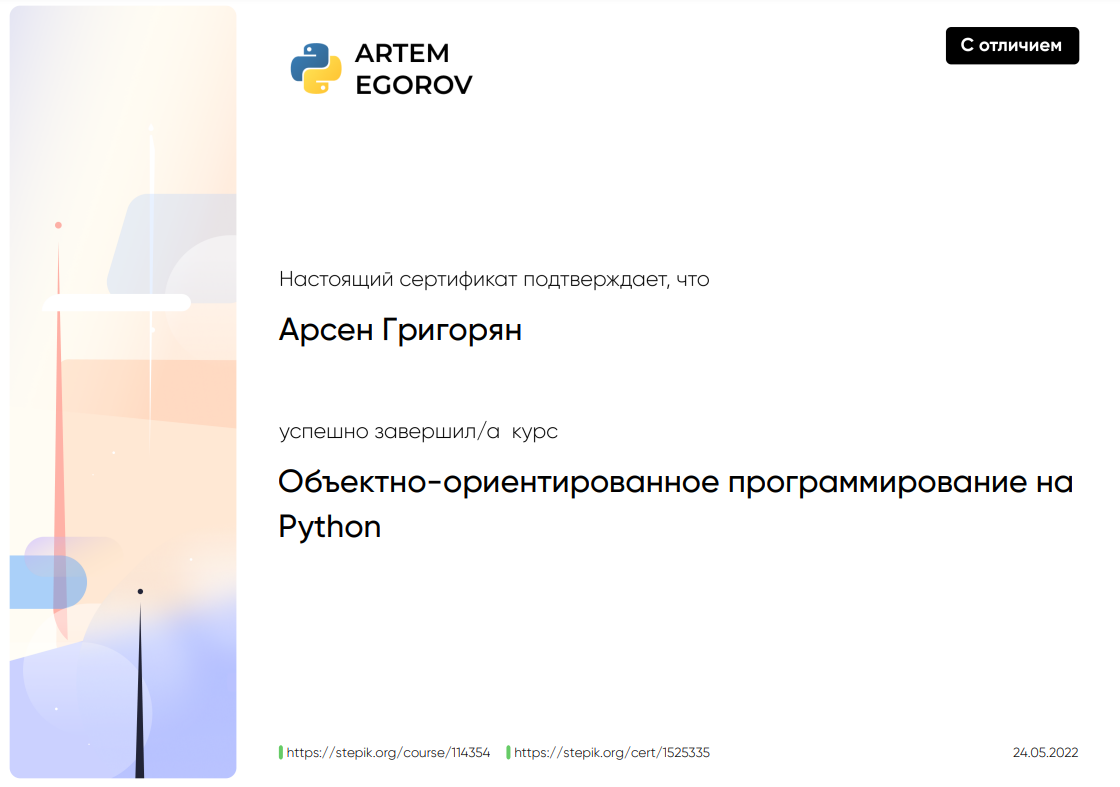 ARTEM
EGOROV
С отличием
Настоящий сертификат подтверждает, что
Арсен Григорян
успешно завершил/а курс
Объектно-ориентированное программирование на
Python
https://stepik.org/course/114354 https://stepik.org/cert/1525335 24.05.2022